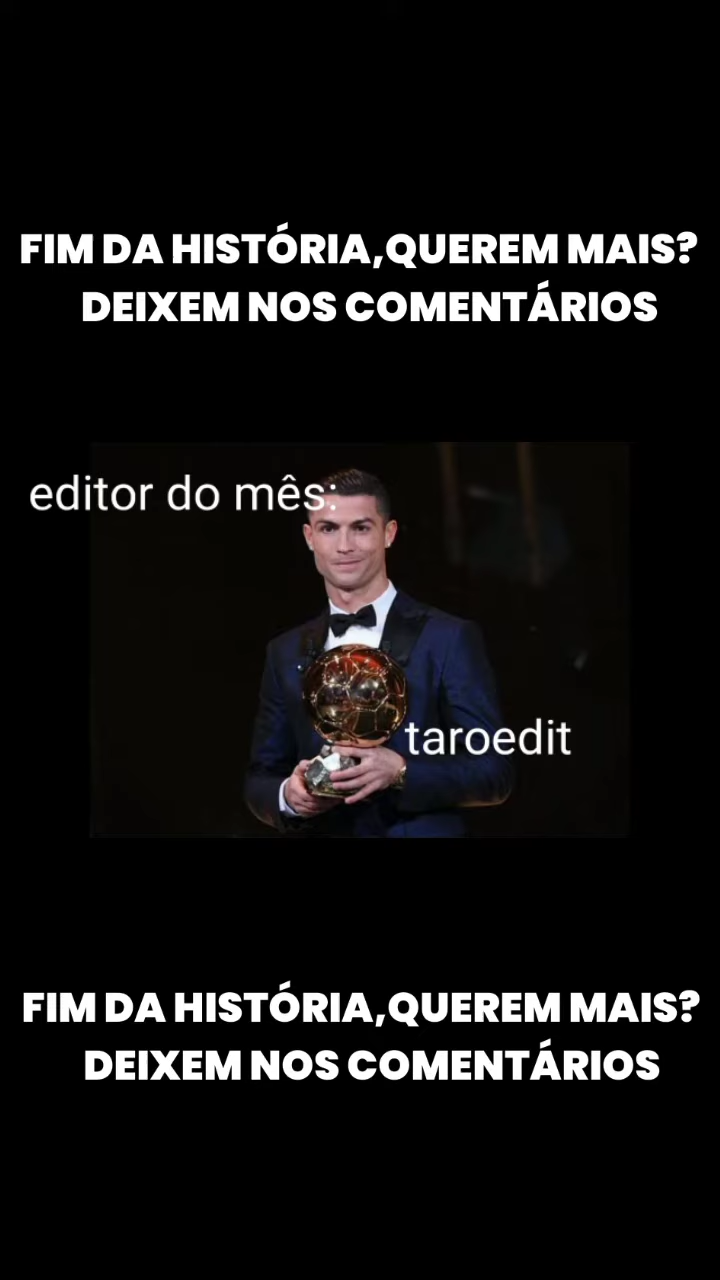 FIM DA HISTÓRIA,QUEREM MAIS?
DEIXEM NOS COMENTÁRIOS
editor do mês:
taroedit
FIM DA HISTÓRIA,QUEREM MAIS?
DEIXEM NOS COMENTÁRIOS